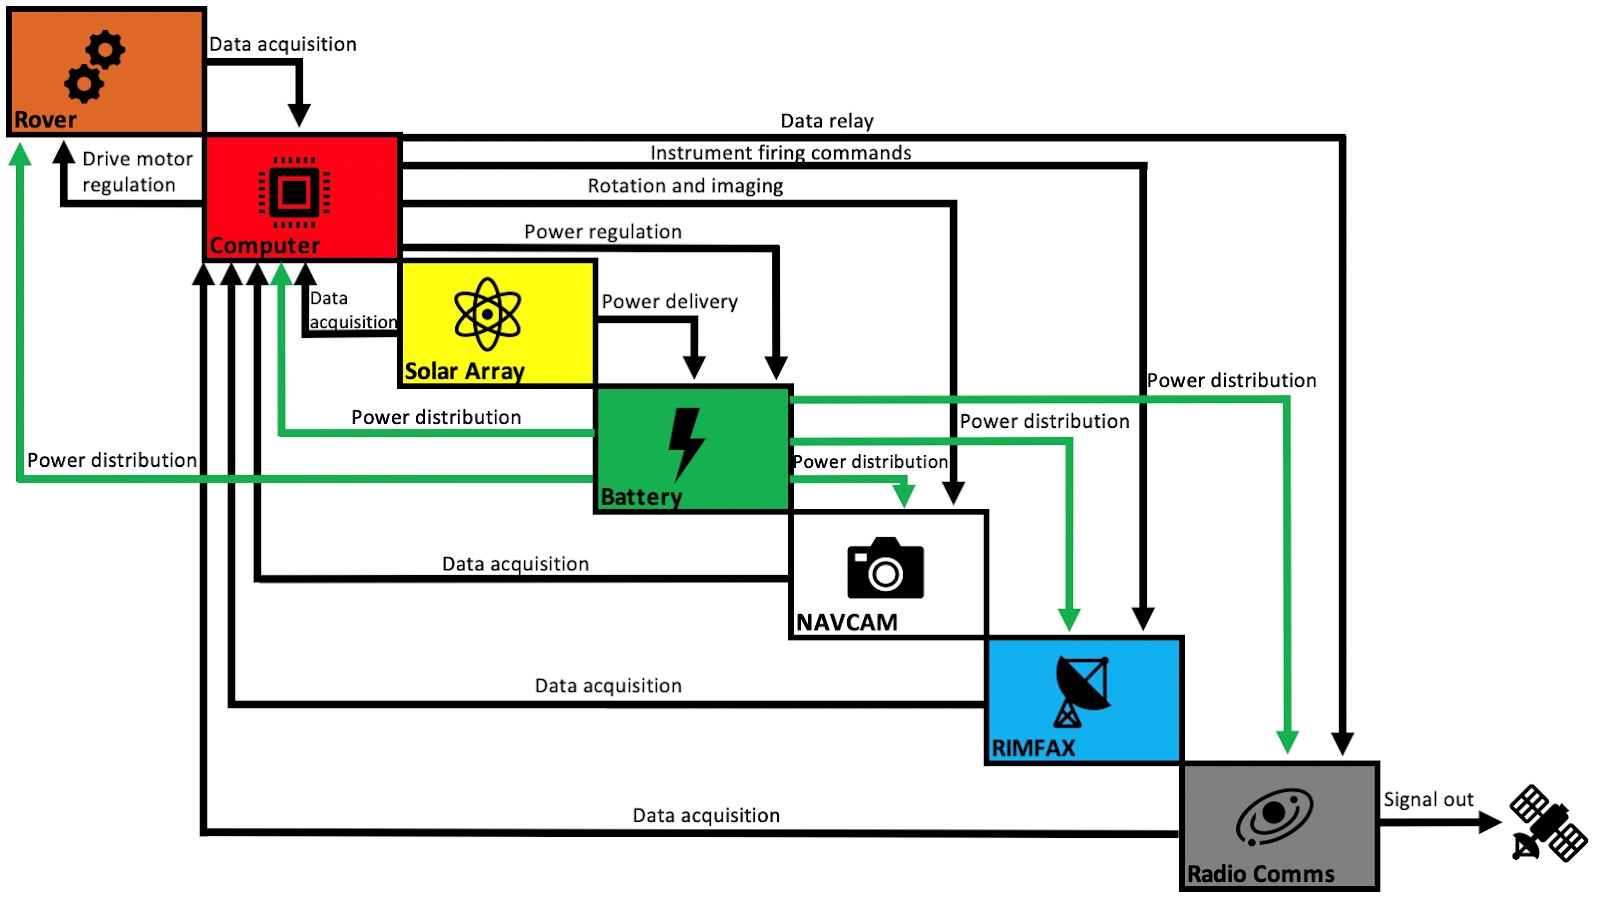 Data acquisition
Rover
Data relay
Drive motor
regulation
Instrument firing commands
Rotation and imaging
Power regulation
Computer
Data
acquisition
Power delivery
Solar Array
Power distribution
Power distribution
Power distribution
Power distribution
Power distribution
Battery
Data acquisition
NAVCAM
Data acquisition
RIMFAX
Signal out
Data acquisition
Radio Comms